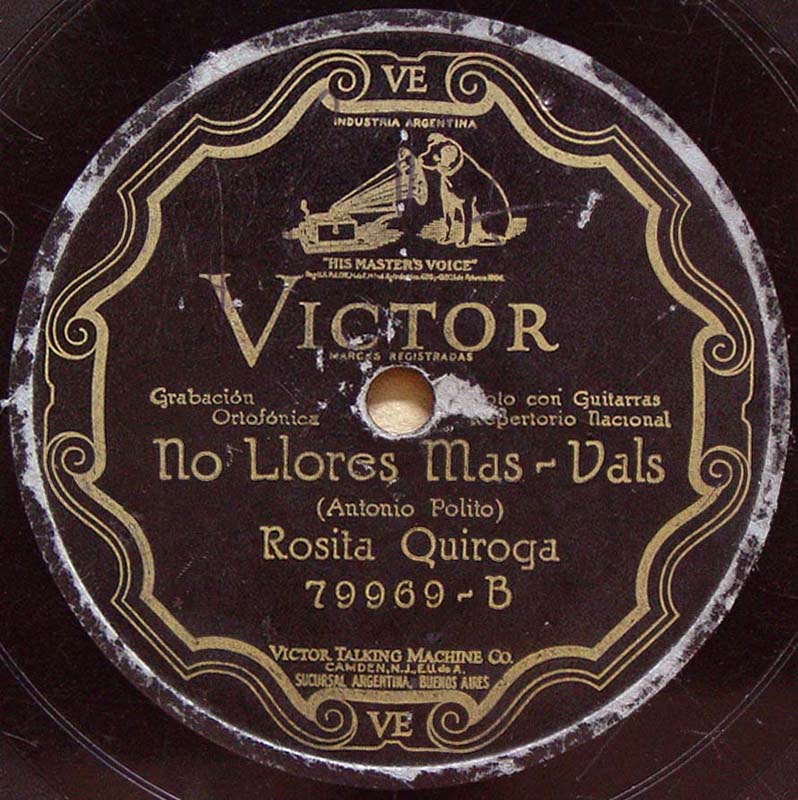 VE
INDUSTRIA ARGENTINA
"HIS MASTER'S VOICE"
VICTOR
MARCAS REGISTRADAS
Grabación
Ortofónica
con Guitarras
Repertorio Nacional
No Llores Mas - Vals
(Antonio Polito)
Rosita Quiroga
79969-B
VICTOR TALKING MACHINE CO.
CAMDEN, N.J., E.U. de A.
SUCURSAL ARGENTINA, BUENOS AIRES
VE